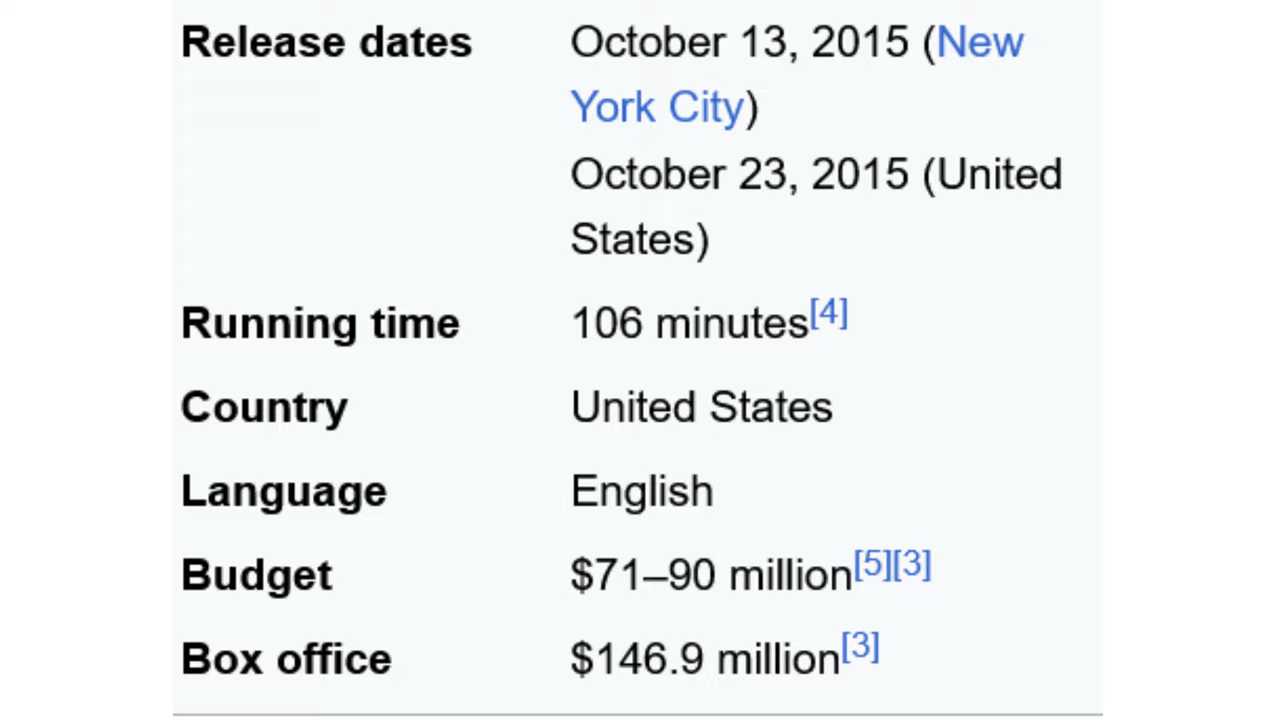 Release dates October 13, 2015 (New
York City)
October 23, 2015 (United
States)
Running time 106 minutes[4]
Country United States
Language English
Budget $71–90 million[5][3]
Box office $146.9 million[3]